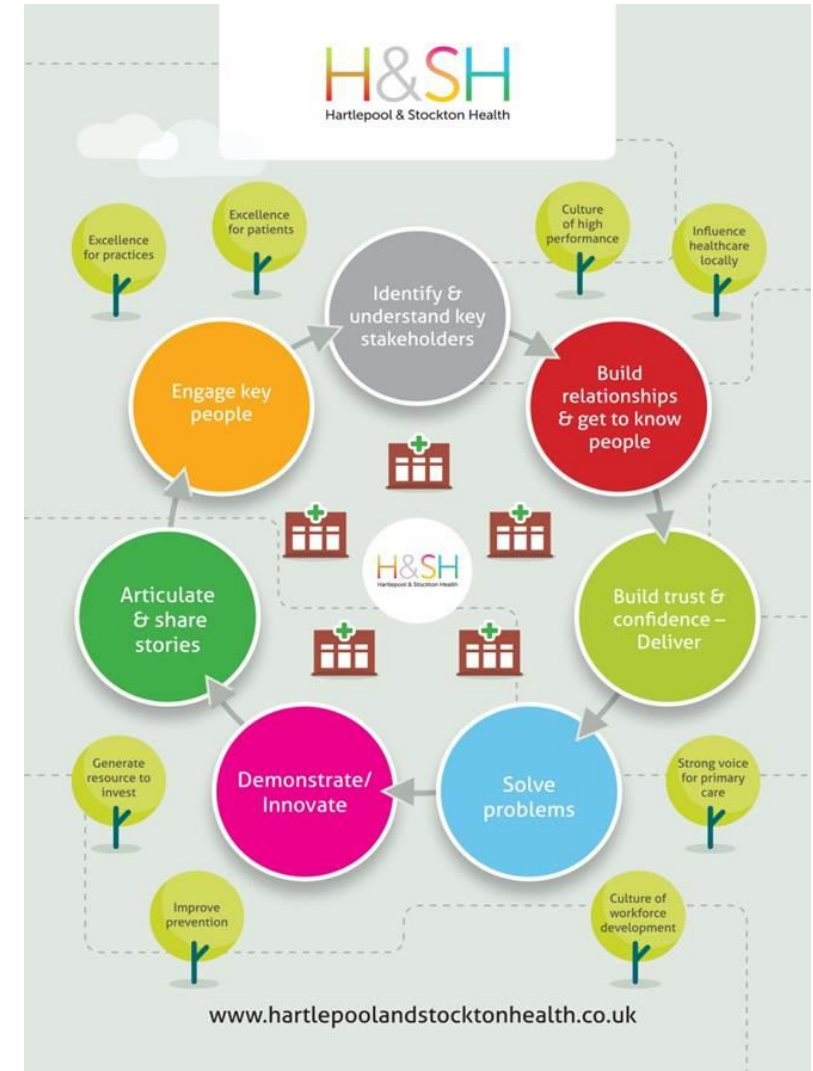 H&SH
Hartlepool & Stockton Health
Excellence
for practices
Excellence
for patients
Culture
of high
performance
Influence
healthcare
locally
Identify &
understand key
stakeholders
Build
relationships
& get to know
people
Build trust &
confidence –
Deliver
Solve
problems
Demonstrate/
Innovate
Articulate
& share
stories
Engage key
people
H&SH
Hartlepool & Stockton Health
Generate
resource to
invest
Strong voice
for primary
care
Improve
prevention
Culture of
workforce
development
www.hartlepoolandstocktonhealth.co.uk